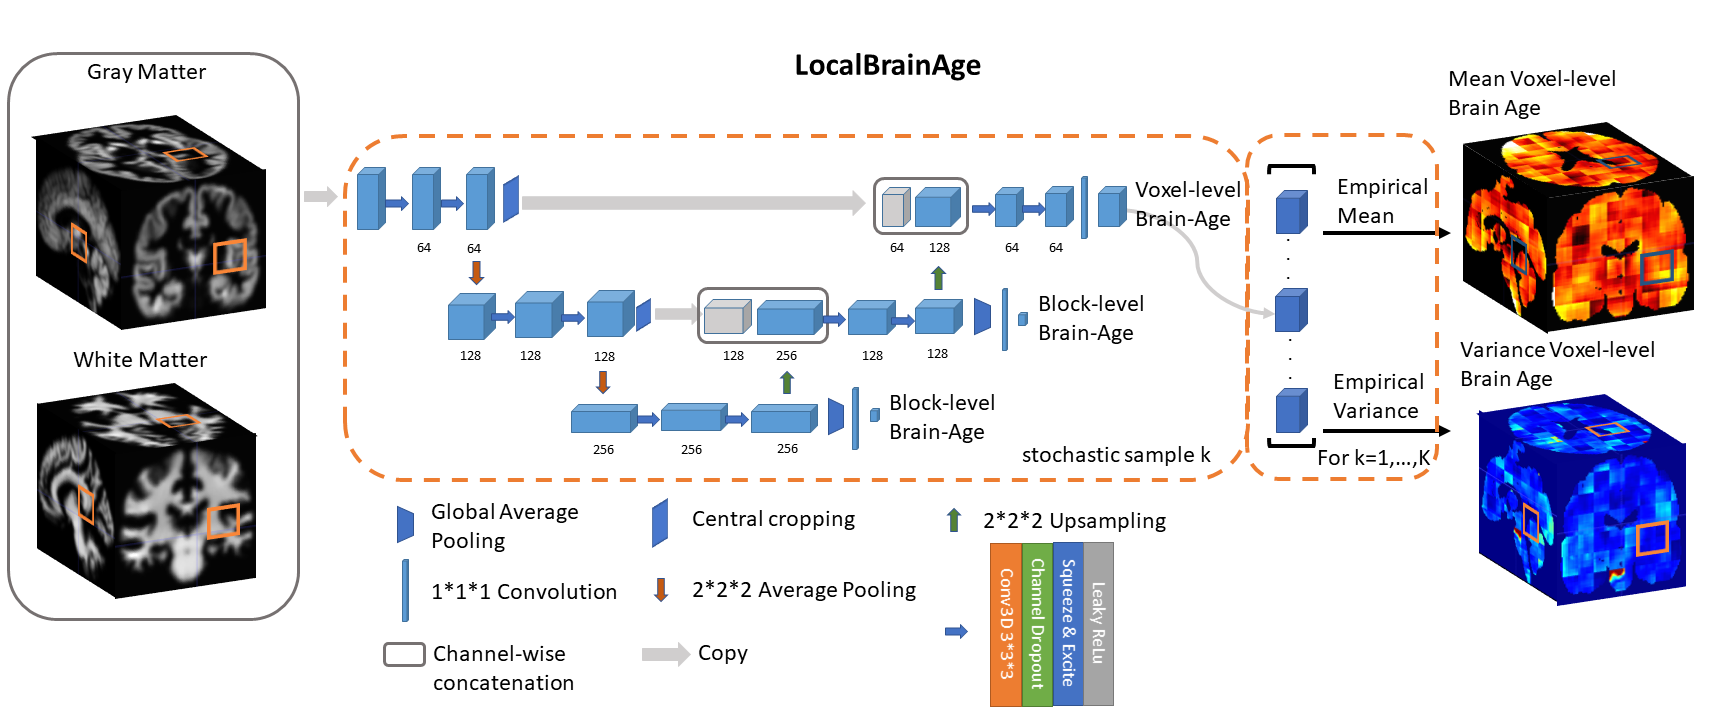 LocalBrainAge
Gray Matter
White Matter
64
64
64
128
64
64
Voxel-level
Brain-Age
128
128
128
128
256
128
128
Block-level
Brain-Age
256
256
256
Block-level
Brain-Age
stochastic sample k
Empirical
Mean
.
.
.
.
.
.
Empirical
Variance
For k=1,...,K
Mean Voxel-level
Brain Age
Variance Voxel-level
Brain Age
Global Average
Pooling
Central cropping
2*2*2 Upsampling
1*1*1 Convolution
2*2*2 Average Pooling
Channel-wise
concatenation
Copy
Conv3D 3*3*3
Channel Dropout
Squeeze & Excite
Leaky ReLu